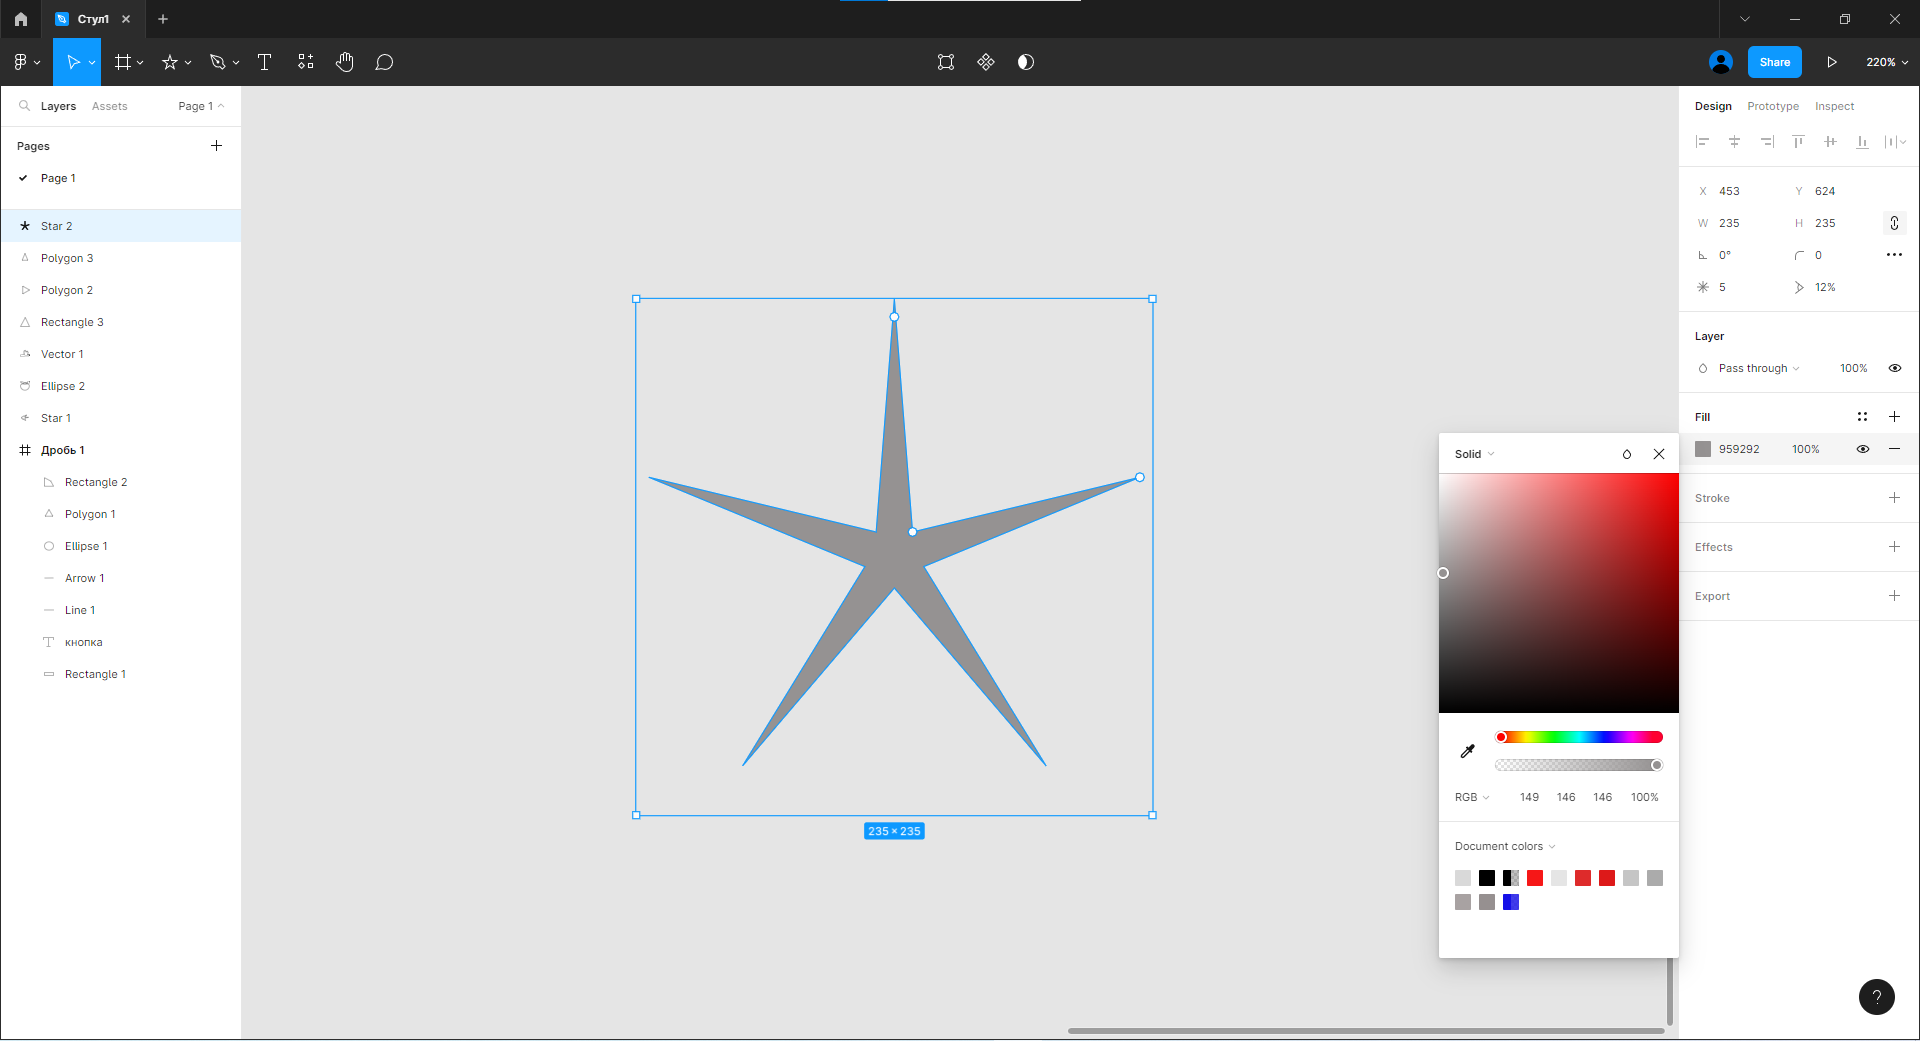 Стул1
Share
220%
Layers Assets Page 1
Pages
Page 1
Star 2
Polygon 3
Polygon 2
Rectangle 3
Vector 1
Ellipse 2
Star 1
Дробь 1
Rectangle 2
Polygon 1
Ellipse 1
Arrow 1
Line 1
кнопка
Rectangle 1
235 × 235
Design Prototype Inspect
X 453 Y 624
W 235 H 235
0° 0
5 12%
Layer
Pass through 100%
Fill
959292 100%
Stroke
Effects
Export
Solid
RGB 149 146 146 100%
Document colors
?